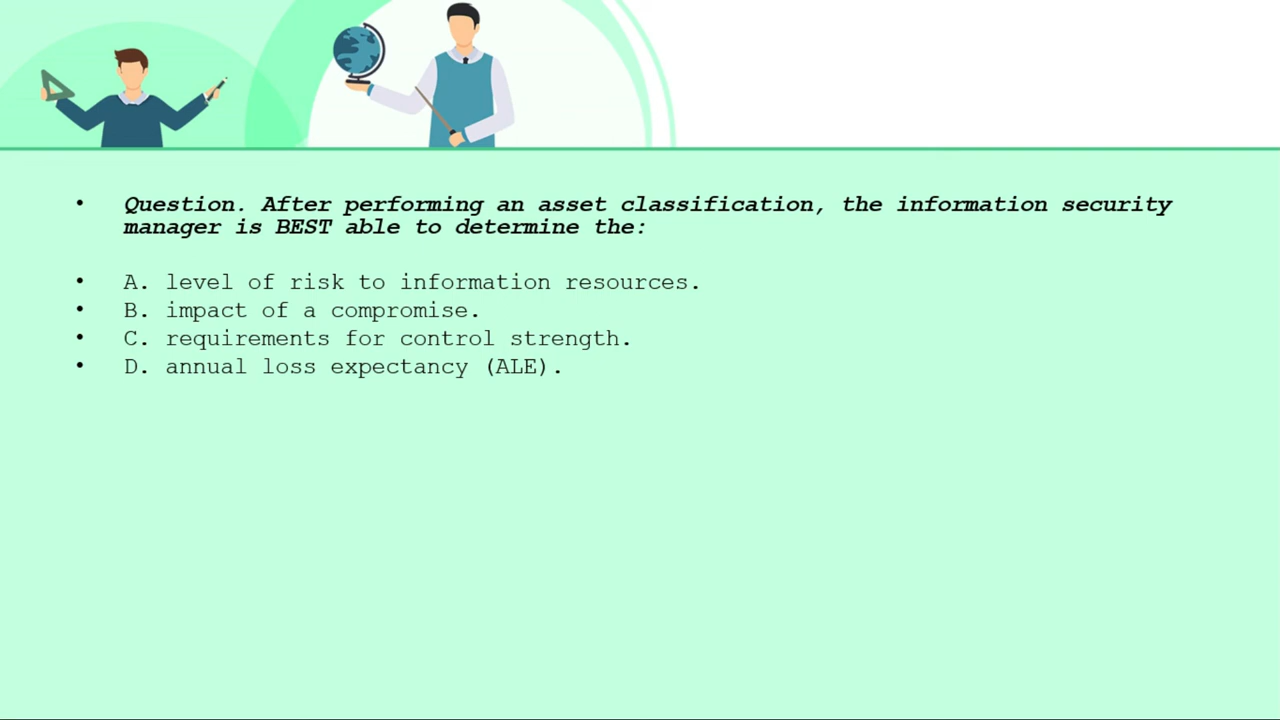 • Question. After performing an asset classification, the information security
manager is BEST able to determine the:
• A. level of risk to information resources.
• B. impact of a compromise.
• C. requirements for control strength.
• D. annual loss expectancy (ALE).